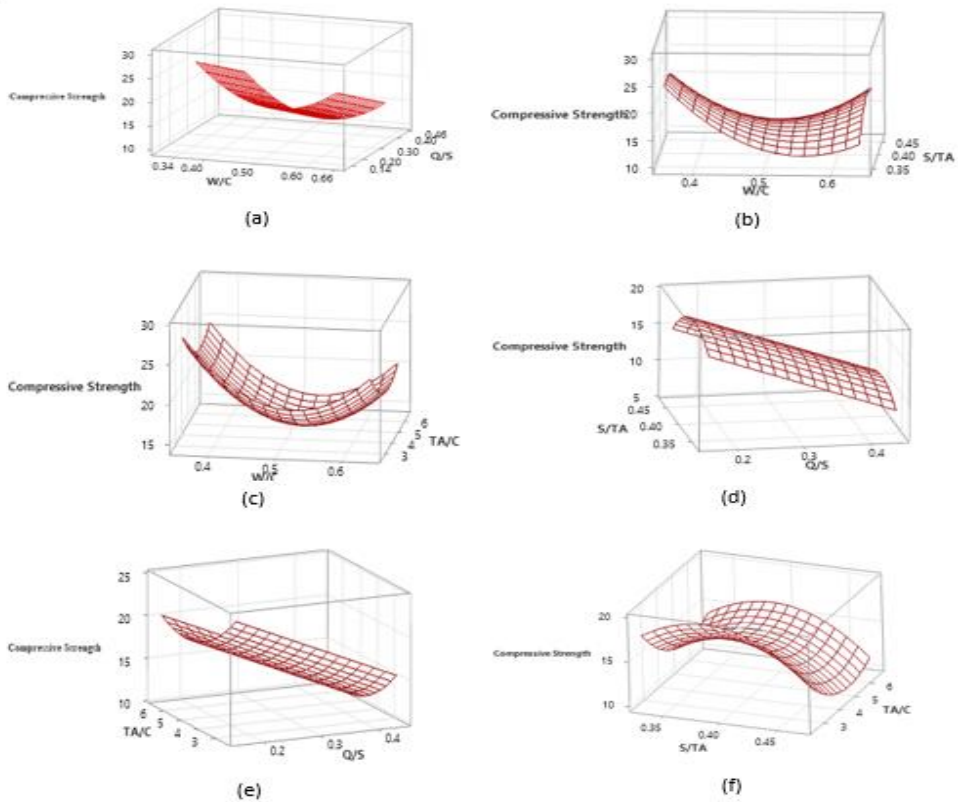 30
25
Compressive Strength
20
15
10
0.34 0.40 0.60 0.66
W/C
0.14 0.20 0.30 0.40 0.46
Q/S
(a)
30
25
Compressive Strength
20
15
10
0.4 0.5 0.6
W/C
0.45
0.40
0.35
S/TA
(b)
30
25
Compressive Strength
20
15
0.4 0.5 0.6
W/C
6
5
4
3
TA/C
(c)
20
15
Compressive Strength
10
5
0.45
0.40
0.35
S/TA
0.2 0.3 0.4
Q/S
(d)
25
20
Compressive Strength
15
10
6
5
4
3
TA/C
0.2 0.3 0.4
Q/S
(e)
20
Compressive Strength
15
10
0.35 0.40 0.45
S/TA
6
5
4
3
TA/C
(f)